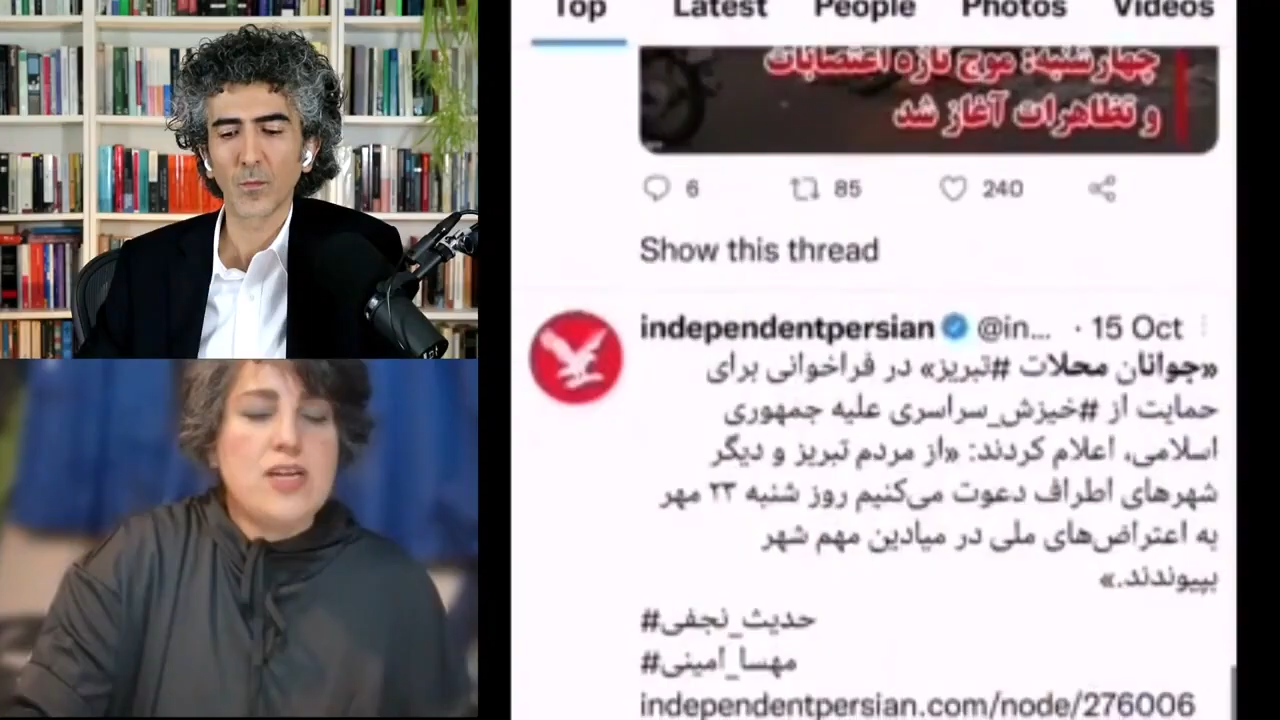 Top Latest People Photos Videos
چهارشنبه؛ موج تازه اعتصابات
و تظاهرات آغاز شد
6 85 240
Show this thread
independentpersian @in... · 15 Oct
«جوانان محلات #تبریز» در فراخوانی برای
حمایت از #خیزش_سراسری علیه جمهوری
اسلامی، اعلام کردند: «از مردم تبریز و دیگر
شهرهای اطراف دعوت می‌کنیم روز شنبه ۲۳ مهر
به اعتراض‌های ملی در میادین مهم شهر
بپیوندند.»
#حدیث_نجفی
#مهسا_امینی
independentpersian.com/node/276006